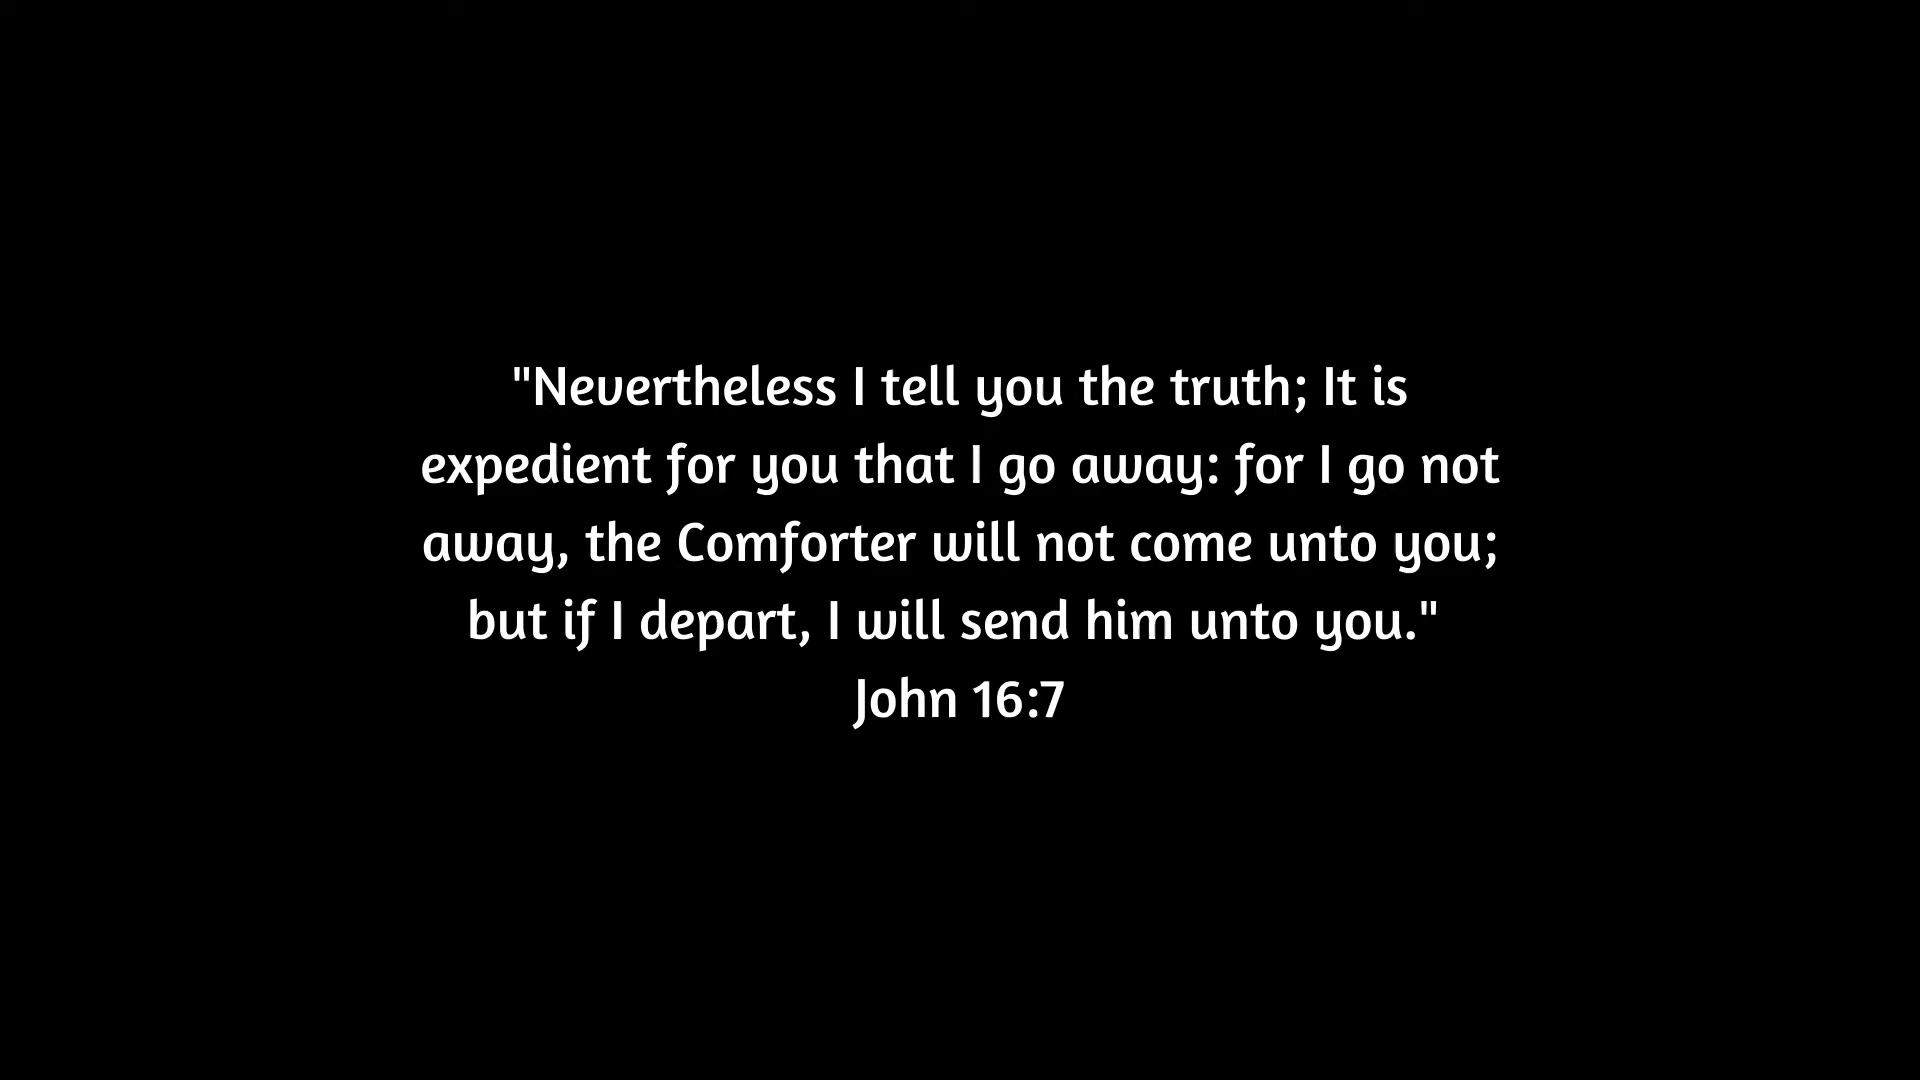 "Nevertheless I tell you the truth; It is
expedient for you that I go away: for I go not
away, the Comforter will not come unto you;
but if I depart, I will send him unto you."
John 16:7